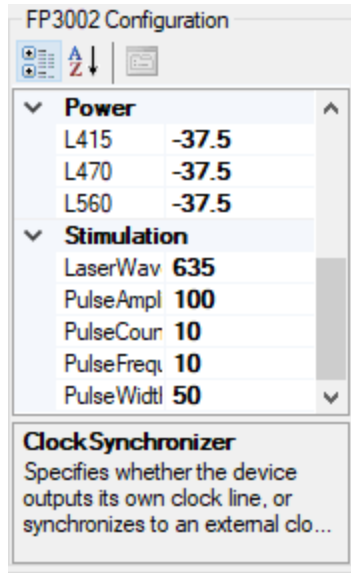 FP3002 Configuration
A
Z
Power
L415 -37.5
L470 -37.5
L560 -37.5
Stimulation
LaserWav 635
PulseAmpl 100
PulseCoun 10
PulseFrequ 10
PulseWidtl 50
ClockSynchronizer
Specifies whether the device
outputs its own clock line, or
synchronizes to an external clo...